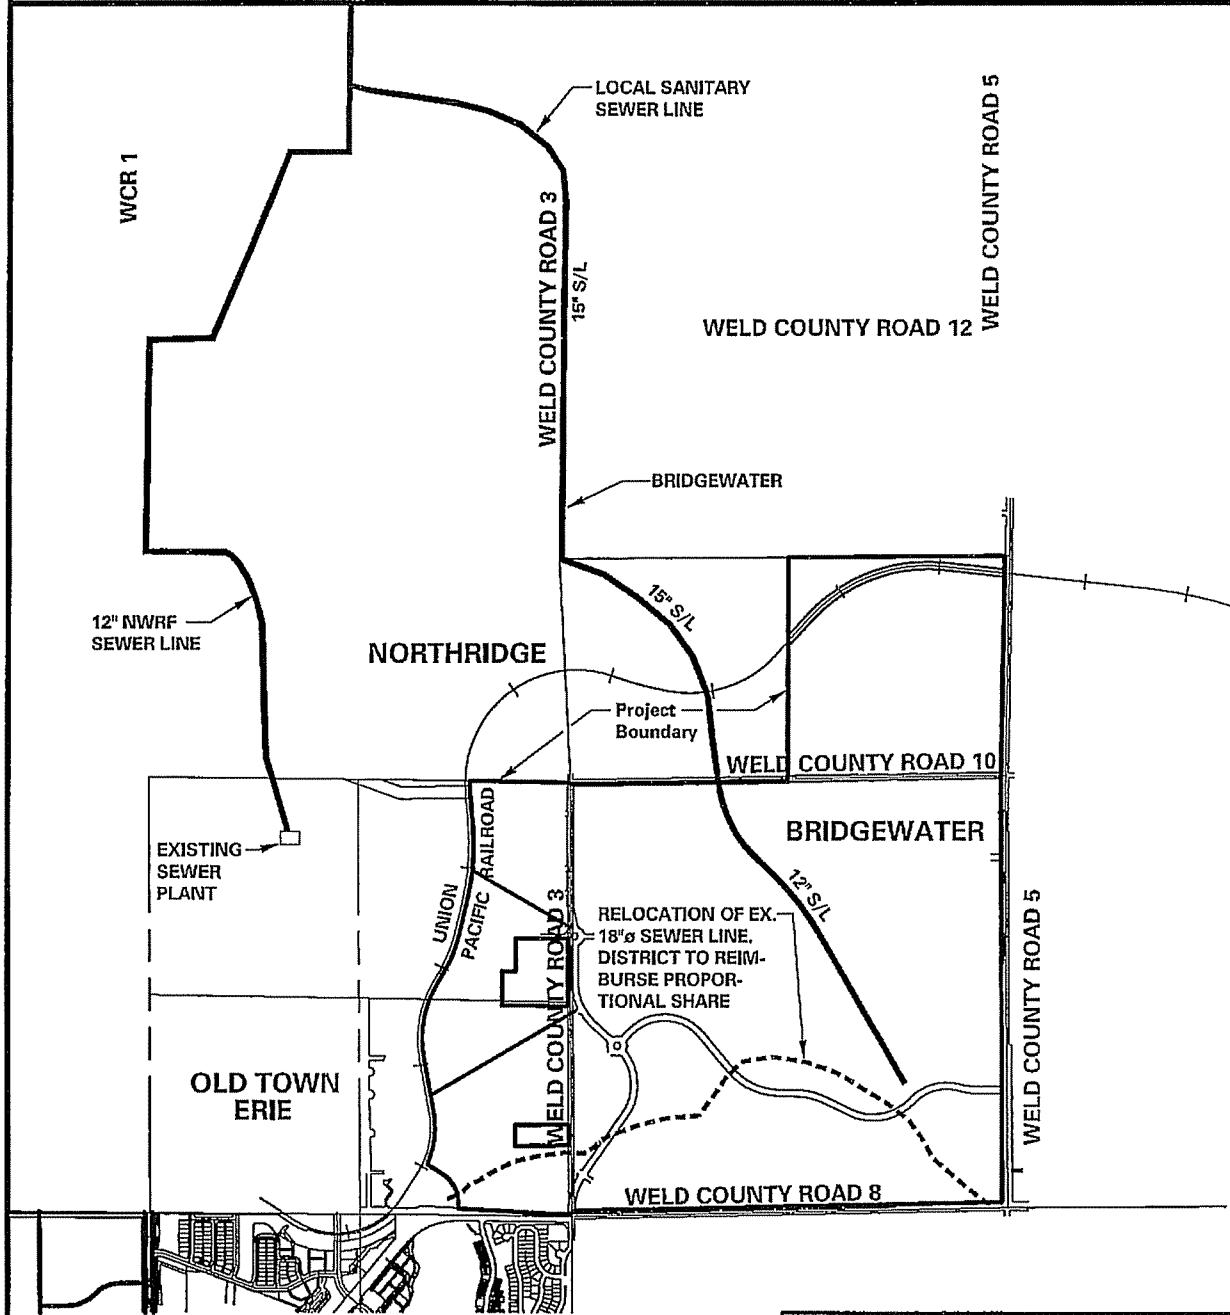 LOCAL SANITARY
SEWER LINE
WCR 1
WELD COUNTY ROAD 5
WELD COUNTY ROAD 3
15" S/L
WELD COUNTY ROAD 12
BRIDGEWATER
15" S/L
12" NWRF
SEWER LINE
NORTHRIDGE
Project
Boundary
WELD COUNTY ROAD 10
EXISTING
SEWER
PLANT
UNION
PACIFIC
RAILROAD
BRIDGEWATER
12" S/L
WELD COUNTY ROAD 3
RELOCATION OF EX.
18"ø SEWER LINE.
DISTRICT TO REIM-
BURSE PROPOR-
TIONAL SHARE
WELD COUNTY ROAD 5
OLD TOWN
ERIE
WELD COUNTY ROAD 8